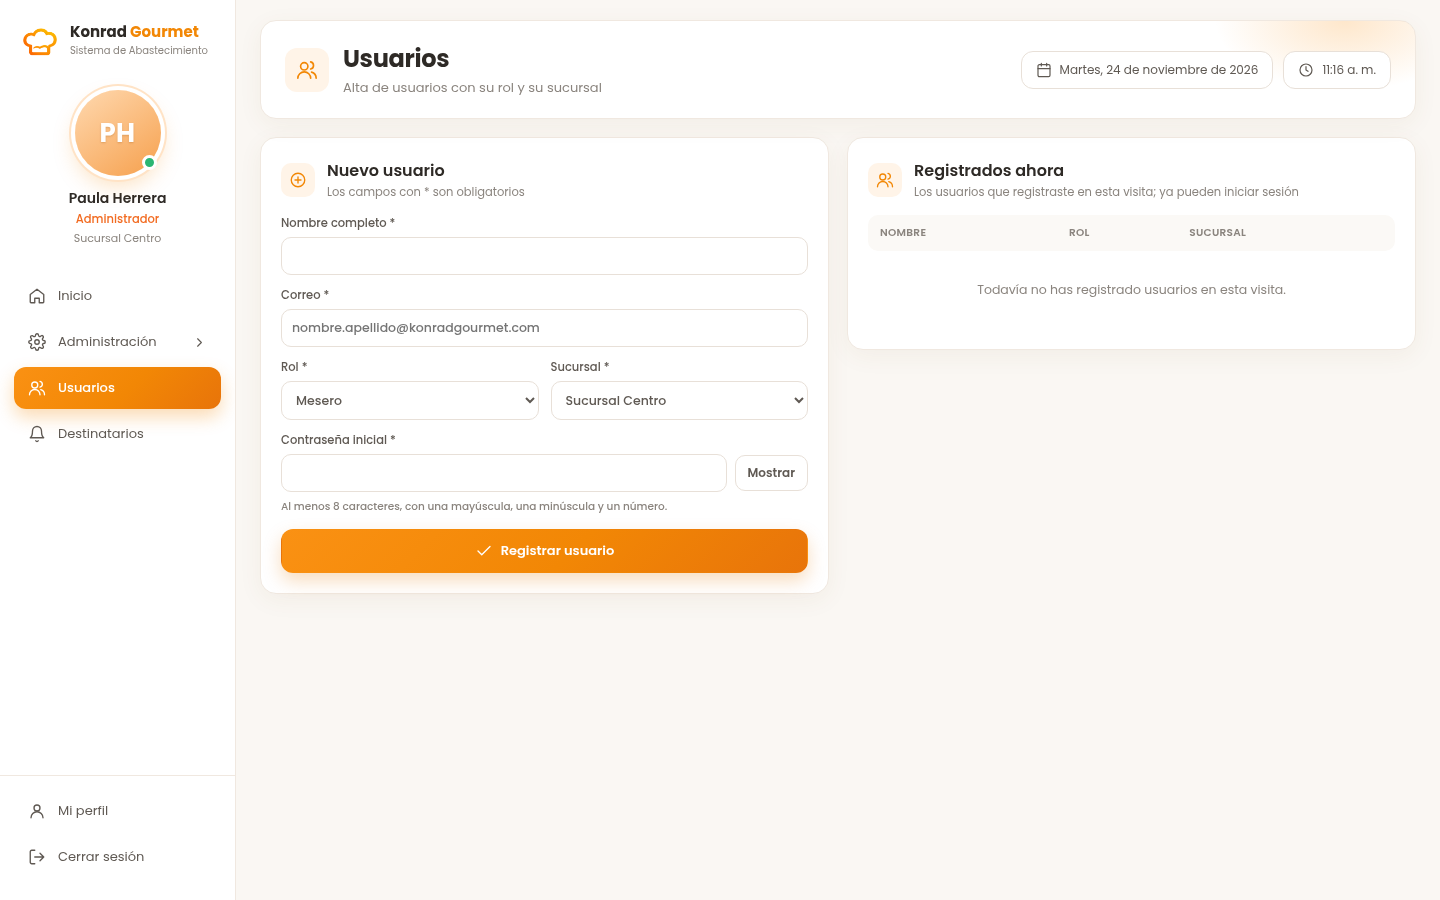 Konrad Gourmet
Sistema de Abastecimiento
PH
Paula Herrera
Administrador
Sucursal Centro
Inicio
Administración
Usuarios
Destinatarios
Mi perfil
Cerrar sesión
Usuarios
Alta de usuarios con su rol y su sucursal
Martes, 24 de noviembre de 2026
11:16 a. m.
Nuevo usuario
Los campos con * son obligatorios
Nombre completo *
Correo *
nombre.apellido@konradgourmet.com
Rol *
Sucursal *
Mesero
Sucursal Centro
Contraseña inicial *
Mostrar
Al menos 8 caracteres, con una mayúscula, una minúscula y un número.
Registrar usuario
Registrados ahora
Los usuarios que registraste en esta visita; ya pueden iniciar sesión
NOMBRE ROL SUCURSAL
Todavía no has registrado usuarios en esta visita.